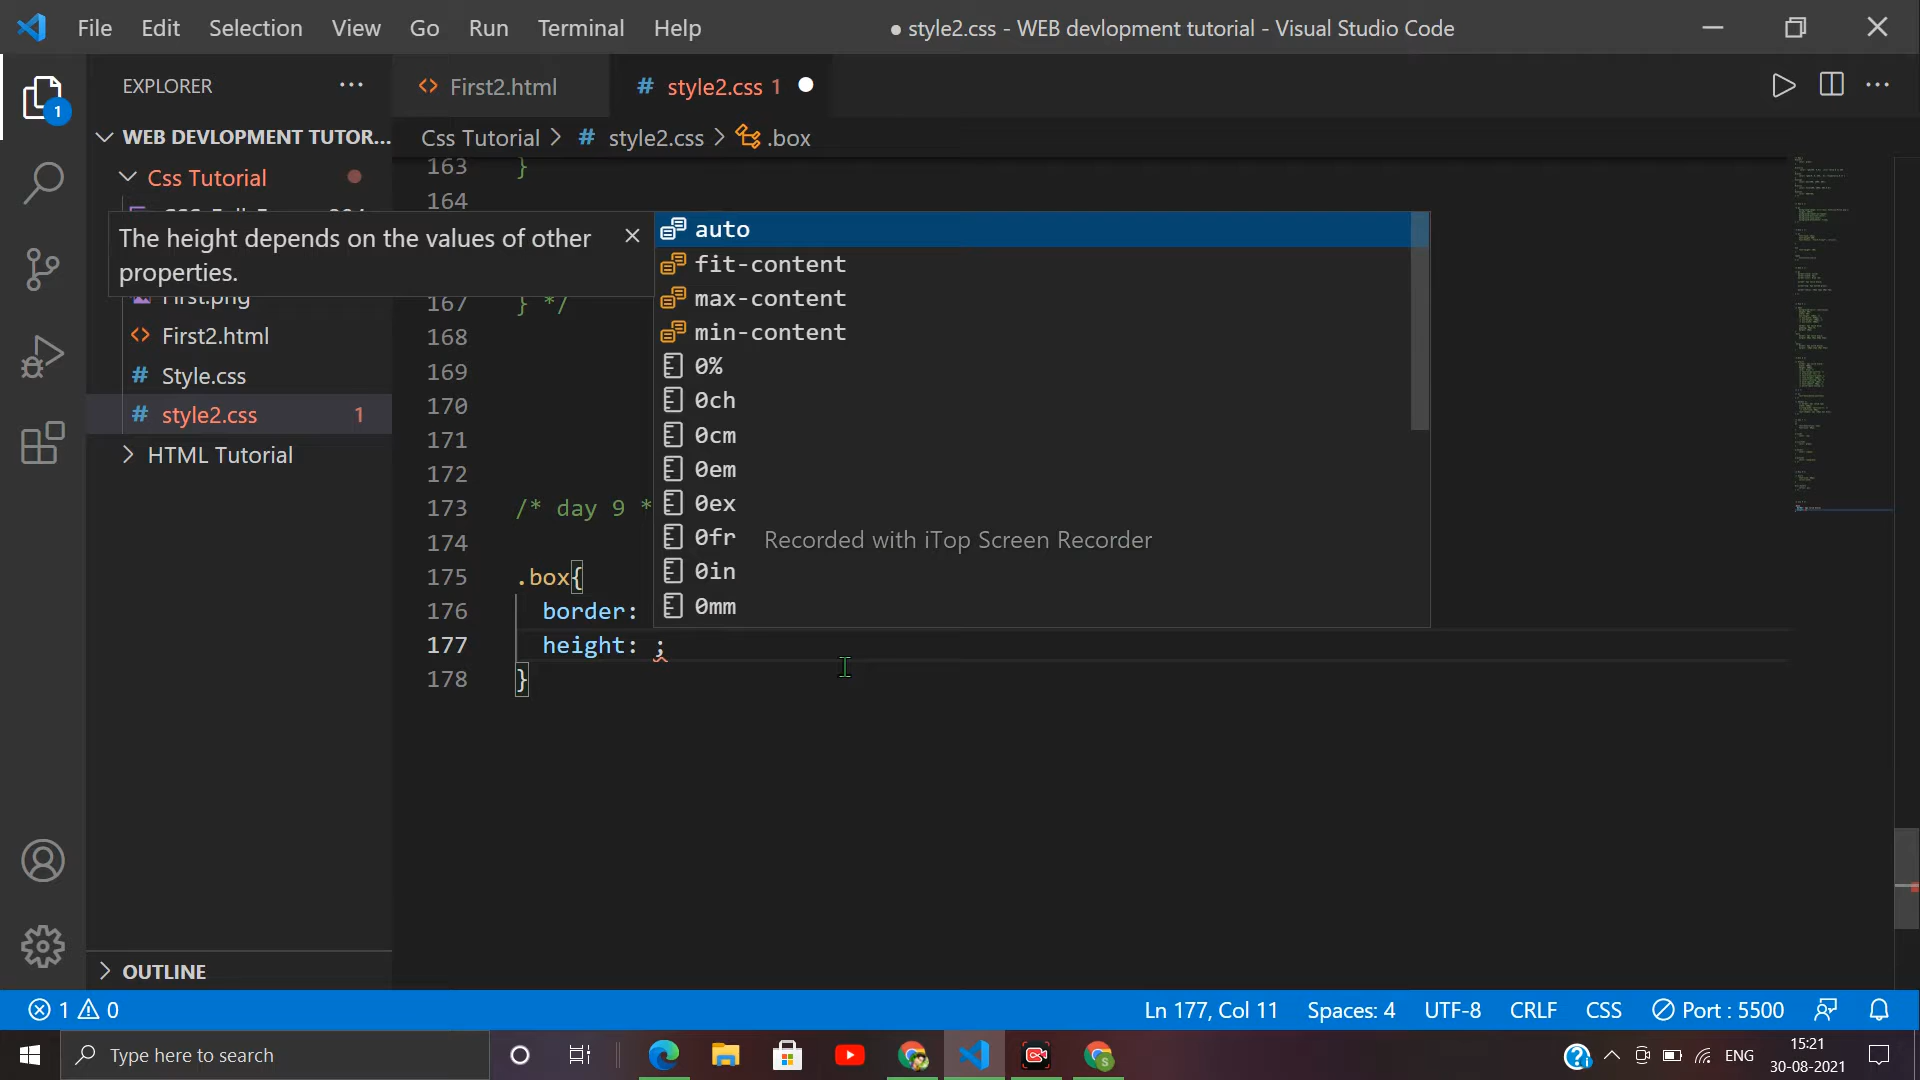 File Edit Selection View Go Run Terminal Help
● style2.css - WEB devlopment tutorial - Visual Studio Code
EXPLORER
First2.html
# style2.css 1
WEB DEVLOPMENT TUTOR...
Css Tutorial > # style2.css > .box
Css Tutorial
163 }
164
The height depends on the values of other
properties.
auto
fit-content
max-content
min-content
0%
0ch
0cm
0em
0ex
0fr
0in
0mm
First.png
First2.html
# Style.css
# style2.css 1
HTML Tutorial
167 } */
168
169
170
171
172
173 /* day 9 *
174
175 .box{
176 border:
177 height: ;
178 }
Recorded with iTop Screen Recorder
OUTLINE
1 0
Ln 177, Col 11 Spaces: 4 UTF-8 CRLF CSS Port : 5500
1
Type here to search
ENG
15:21
30-08-2021